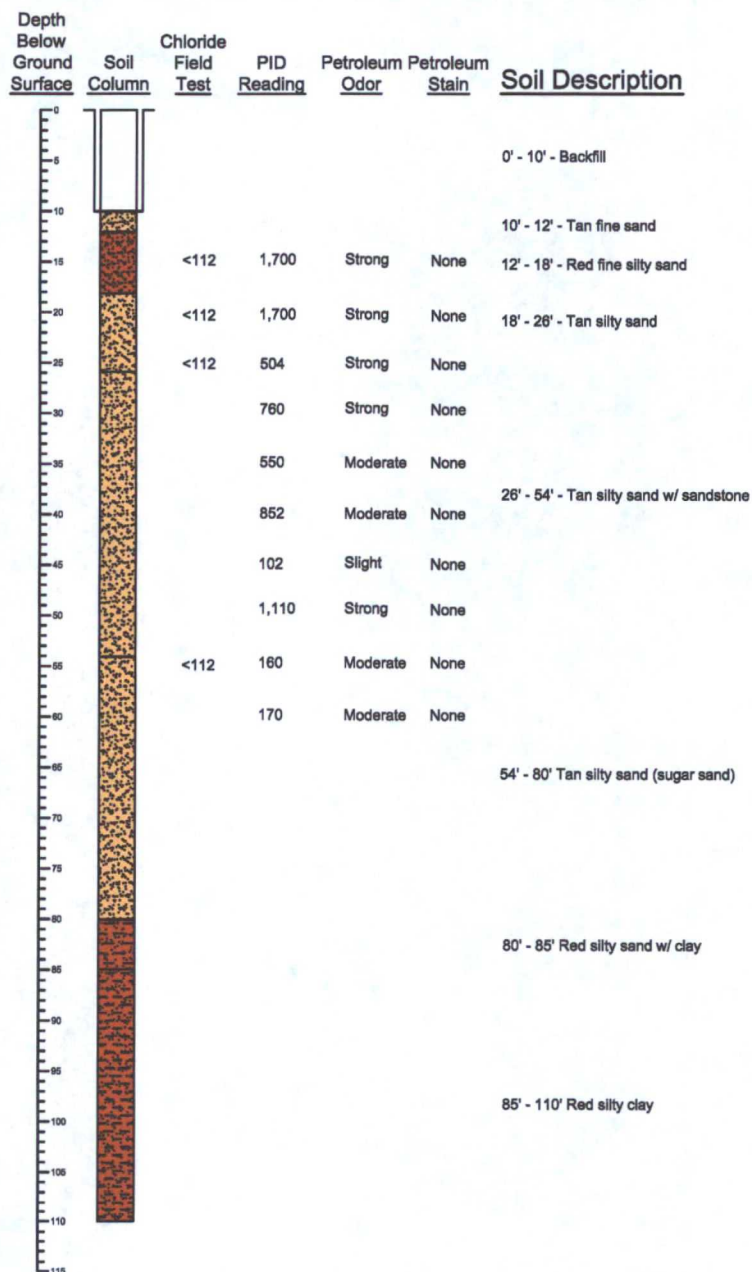 Depth Below Ground Surface
Soil Column
Chloride Field Test
PID Reading
Petroleum Odor
Petroleum Stain
Soil Description
0
5
0' - 10' - Backfill
10
10' - 12' - Tan fine sand
15 <112 1,700 Strong None 12' - 18' - Red fine silty sand
20 <112 1,700 Strong None 18' - 26' - Tan silty sand
25 <112 504 Strong None
30 760 Strong None
35 550 Moderate None
26' - 54' - Tan silty sand w/ sandstone
40 852 Moderate None
45 102 Slight None
50 1,110 Strong None
55 <112 160 Moderate None
60 170 Moderate None
65
54' - 80' Tan silty sand (sugar sand)
70
75
80
80' - 85' Red silty sand w/ clay
85
90
95
85' - 110' Red silty clay
100
105
110
115